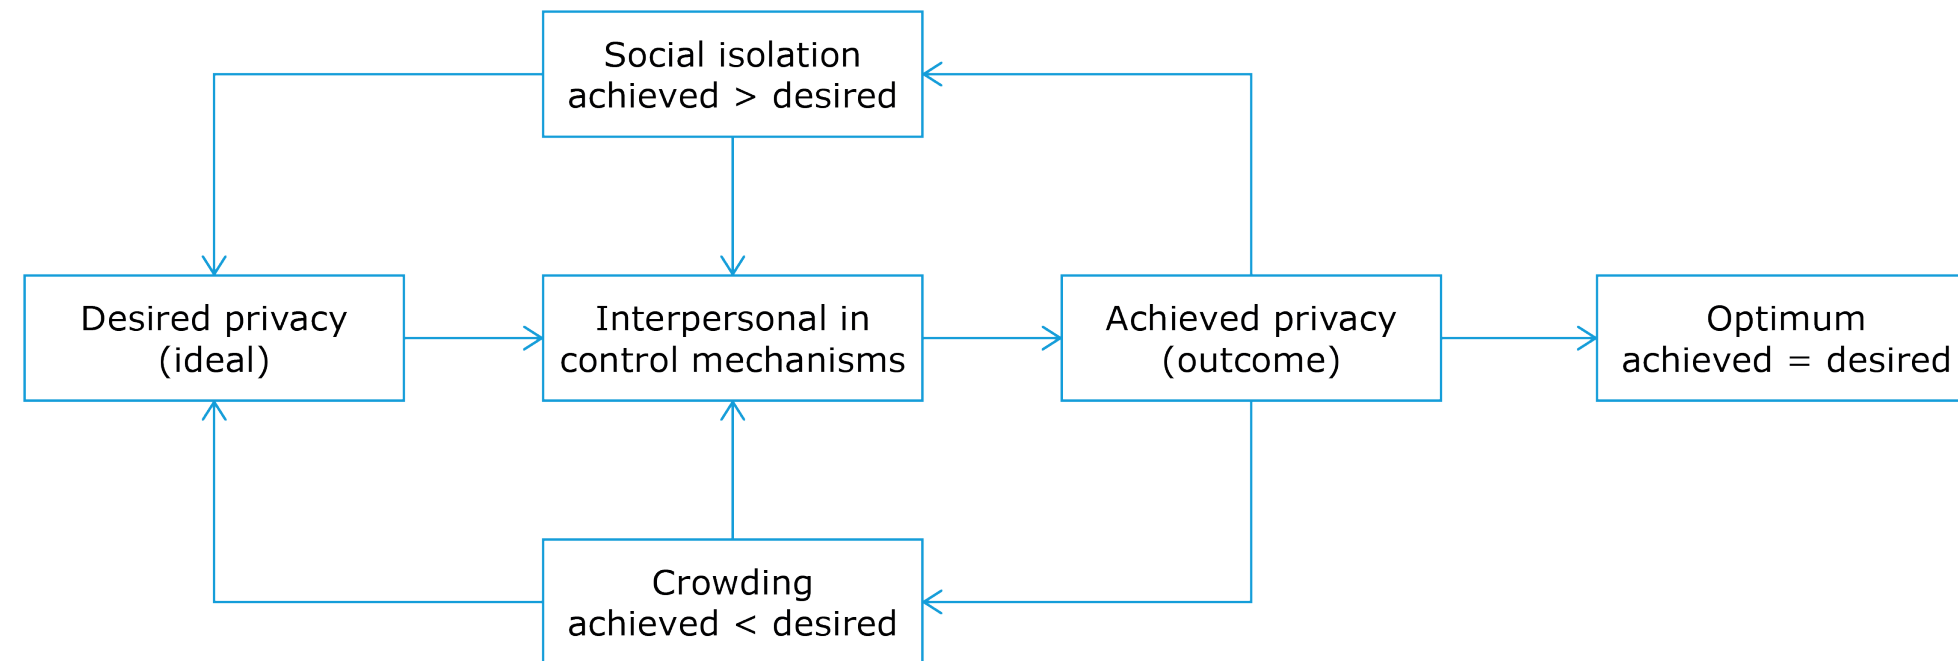 Social isolation
achieved > desired
Desired privacy
(ideal)
Interpersonal in
control mechanisms
Achieved privacy
(outcome)
Optimum
achieved = desired
Crowding
achieved < desired